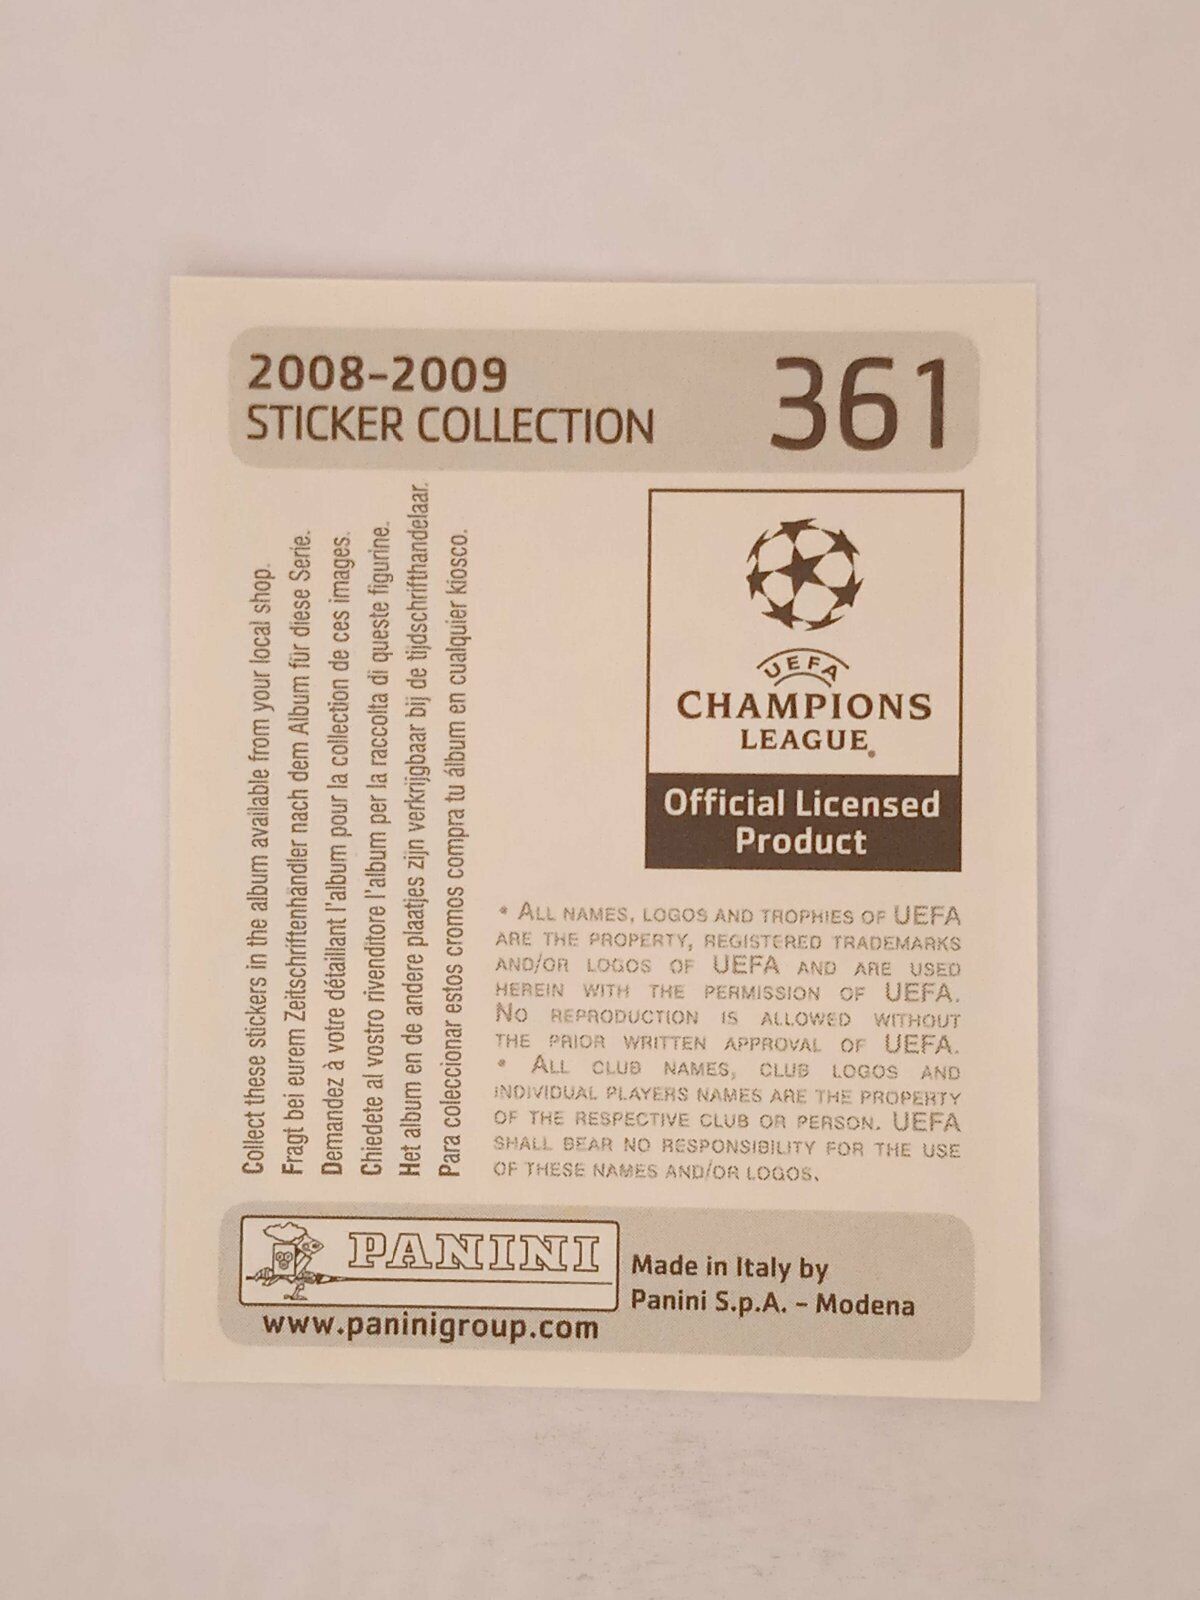 2008-2009
STICKER COLLECTION
361
Collect these stickers in the album available from your local shop.
Fragt bei eurem Zeitschriftenhändler nach dem Album für diese Serie.
Demandez à votre détaillant l'album pour la collection de ces images.
Chiedete al vostro rivenditore l'album per la raccolta di queste figurine.
Het album en de andere plaatjes zijn verkrijgbaar bij de tijdschrifthandelaar.
Para coleccionar estos cromos compra tu álbum en cualquier kiosco.
UEFA
CHAMPIONS
LEAGUE
Official Licensed
Product
• ALL NAMES, LOGOS AND TROPHIES OF UEFA
ARE THE PROPERTY, REGISTERED TRADEMARKS
AND/OR LOGOS OF UEFA AND ARE USED
HEREIN WITH THE PERMISSION OF UEFA.
NO REPRODUCTION IS ALLOWED WITHOUT
THE PRIOR WRITTEN APPROVAL OF UEFA.
• ALL CLUB NAMES, CLUB LOGOS AND
INDIVIDUAL PLAYERS NAMES ARE THE PROPERTY
OF THE RESPECTIVE CLUB OR PERSON. UEFA
SHALL BEAR NO RESPONSIBILITY FOR THE USE
OF THESE NAMES AND/OR LOGOS.
PANINI
www.paninigroup.com
Made in Italy by
Panini S.p.A. - Modena